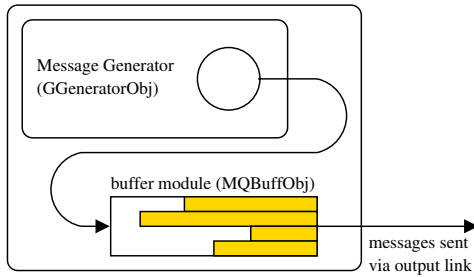 Message Generator
(GGeneratorObj)
buffer module (MQBuffObj)
messages sent
via output link